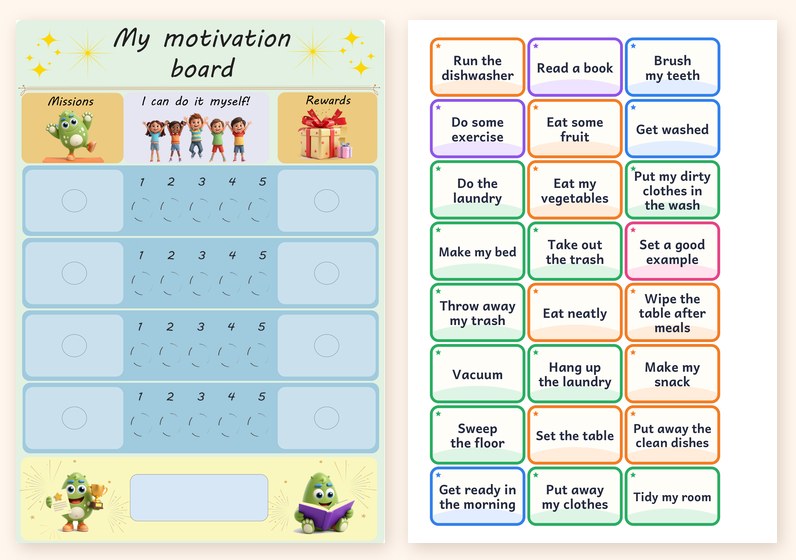 My motivation
board
Missions
I can do it myself!
Rewards
1 2 3 4 5
1 2 3 4 5
1 2 3 4 5
1 2 3 4 5
Run the
dishwasher
Read a book
Brush
my teeth
Do some
exercise
Eat some
fruit
Get washed
Do the
laundry
Eat my
vegetables
Put my dirty
clothes in
the wash
Make my bed
Take out
the trash
Set a good
example
Throw away
my trash
Eat neatly
Wipe the
table after
meals
Vacuum
Hang up
the laundry
Make my
snack
Sweep
the floor
Set the table
Put away the
clean dishes
Get ready in
the morning
Put away
my clothes
Tidy my room